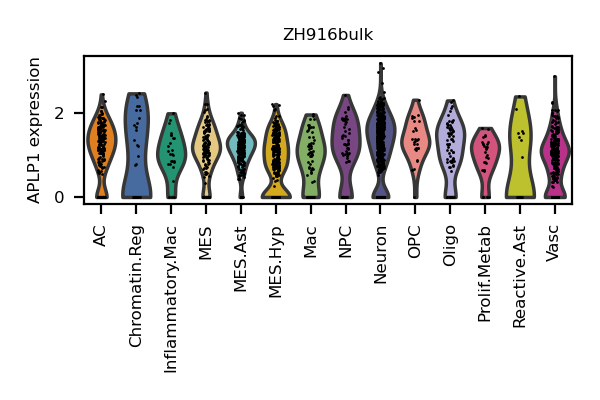 ZH916bulk
APLP1 expression
2
0
AC
Chromatin.Reg
Inflammatory.Mac
MES
MES.Ast
MES.Hyp
Mac
NPC
Neuron
OPC
Oligo
Prolif.Metab
Reactive.Ast
Vasc